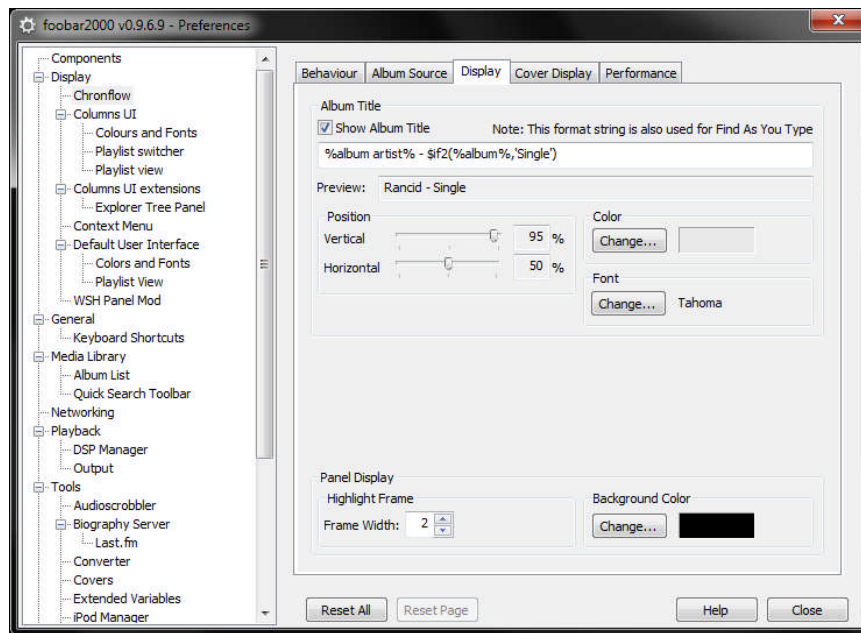 foobar2000 v0.9.6.9 - Preferences
Components
Display
Chronflow
Columns UI
Colours and Fonts
Playlist switcher
Playlist view
Columns UI extensions
Explorer Tree Panel
Context Menu
Default User Interface
Colors and Fonts
Playlist View
WSH Panel Mod
General
Keyboard Shortcuts
Media Library
Album List
Quick Search Toolbar
Networking
Playback
DSP Manager
Output
Tools
Audioscrobbler
Biography Server
Last.fm
Converter
Covers
Extended Variables
iPod Manager
Behaviour Album Source Display Cover Display Performance
Album Title
Show Album Title Note: This format string is also used for Find As You Type
%album artist% - $if2(%album%,'Single')
Preview: Rancid - Single
Position
Vertical 95 %
Horizontal 50 %
Color
Change...
Font
Change... Tahoma
Panel Display
Highlight Frame
Frame Width: 2
Background Color
Change...
Reset All Reset Page Help Close